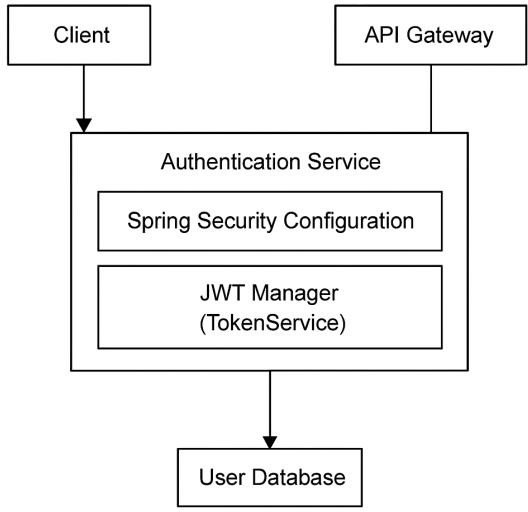 Client
API Gateway
Authentication Service
Spring Security Configuration
JWT Manager
(TokenService)
User Database